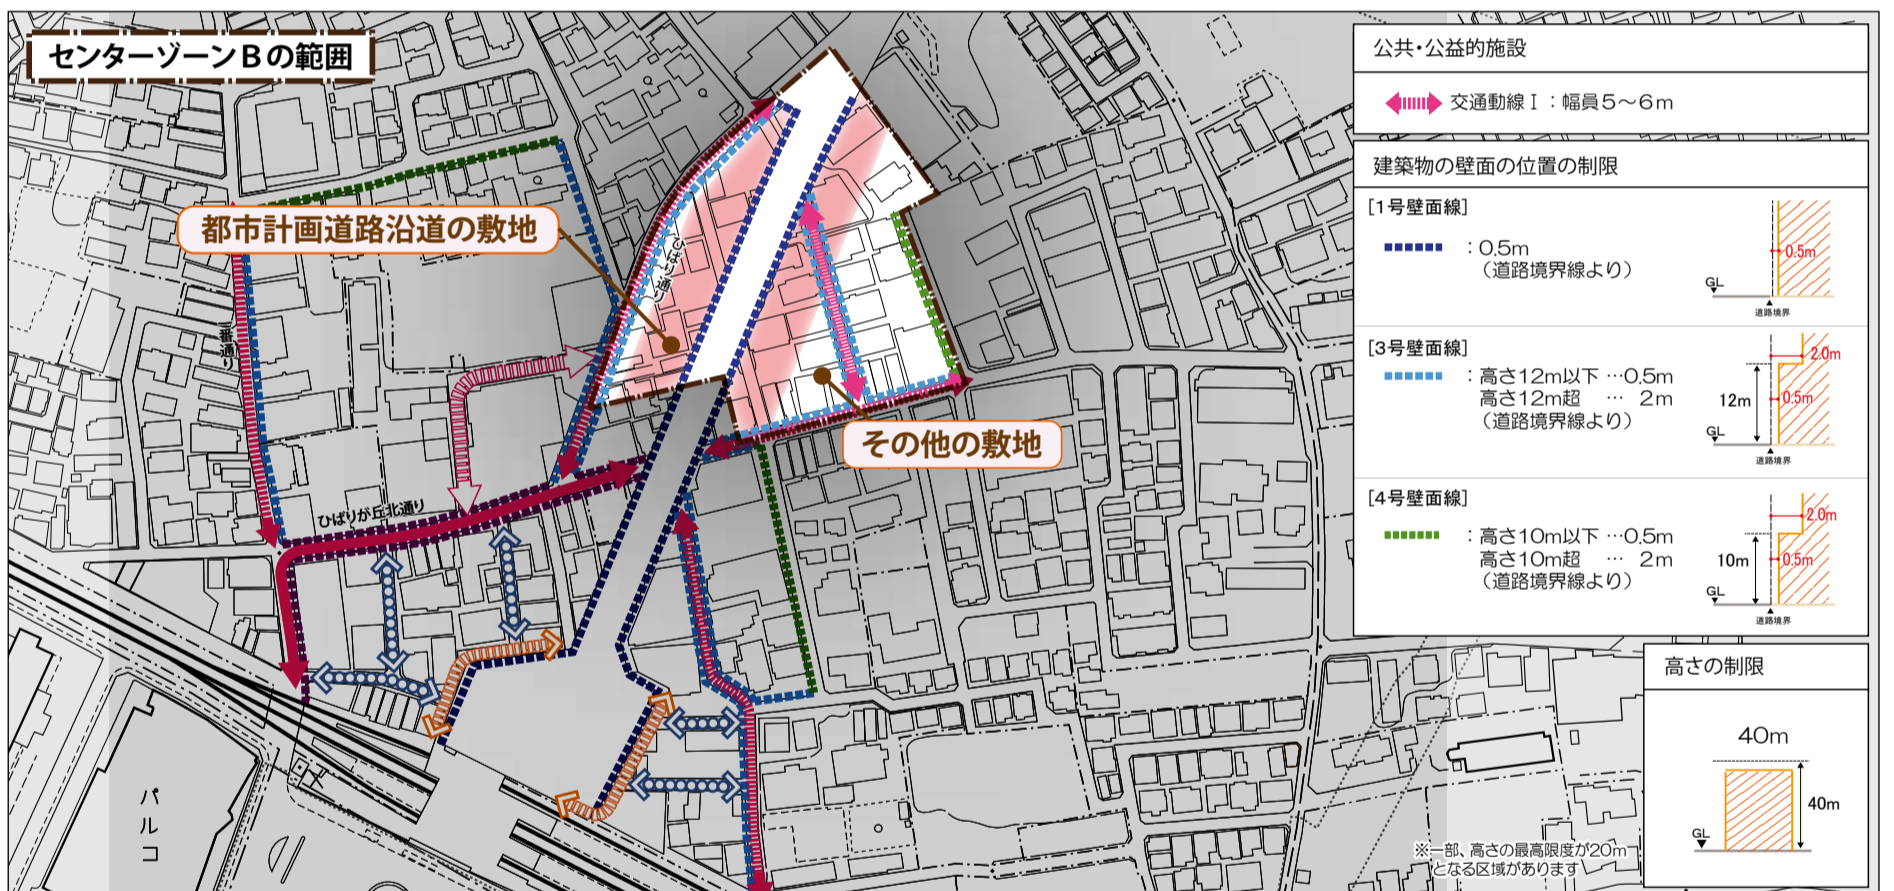 センターゾーンBの範囲
都市計画道路沿道の敷地
ひばり通り
二番通り
ひばりが丘北通り
その他の敷地
パルコ
公共・公益的施設
交通動線Ⅰ：幅員5〜6m
建築物の壁面の位置の制限
[1号壁面線]
：0.5m
（道路境界線より）
0.5m
GL
道路境界
[3号壁面線]
：高さ12m以下 …0.5m
高さ12m超 … 2m
（道路境界線より）
2.0m
12m
0.5m
GL
道路境界
[4号壁面線]
：高さ10m以下 …0.5m
高さ10m超 … 2m
（道路境界線より）
2.0m
10m
0.5m
GL
道路境界
高さの制限
40m
40m
GL
※一部、高さの最高限度が20m
となる区域があります